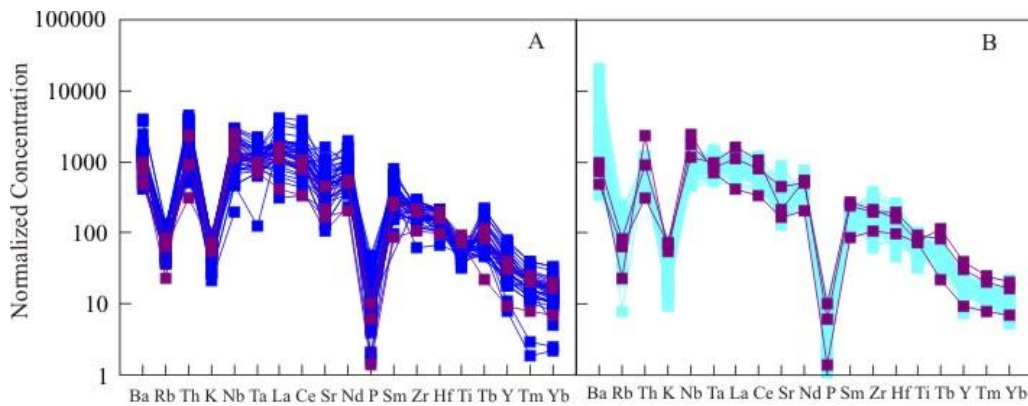 Normalized Concentration
100000
10000
1000
100
10
1
A
B
Ba Rb Th K Nb Ta La Ce Sr Nd P Sm Zr Hf Ti Tb Y Tm Yb
Ba Rb Th K Nb Ta La Ce Sr Nd P Sm Zr Hf Ti Tb Y Tm Yb